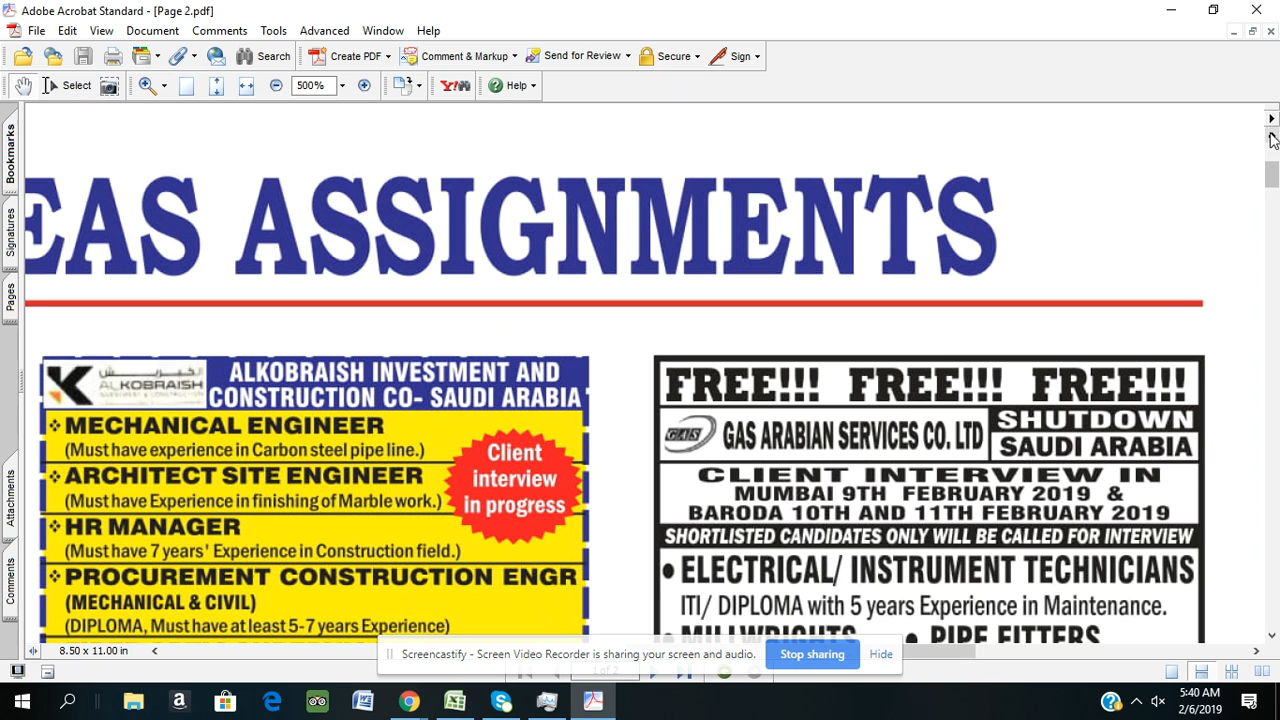 Adobe Acrobat Standard - [Page 2.pdf]
File Edit View Document Comments Tools Advanced Window Help
Search Create PDF Comment & Markup Send for Review Secure Sign
Select 500% Y! Help
Bookmarks
Signatures
Pages
Attachments
Comments
EAS ASSIGNMENTS
ALKOBRAISH
ALKOBRAISH INVESTMENT AND
CONSTRUCTION CO- SAUDI ARABIA
MECHANICAL ENGINEER
(Must have experience in Carbon steel pipe line.)
ARCHITECT SITE ENGINEER
(Must have Experience in finishing of Marble work.)
Client
interview
in progress
HR MANAGER
(Must have 7 years' Experience in Construction field.)
PROCUREMENT CONSTRUCTION ENGR
(MECHANICAL & CIVIL)
(DIPLOMA, Must have at least 5-7 years Experience)
FREE!!! FREE!!! FREE!!!
GAS GAS ARABIAN SERVICES CO. LTD
SHUTDOWN
SAUDI ARABIA
CLIENT INTERVIEW IN
MUMBAI 9TH FEBRUARY 2019 &
BARODA 10TH AND 11TH FEBRUARY 2019
SHORTLISTED CANDIDATES ONLY WILL BE CALLED FOR INTERVIEW
• ELECTRICAL/ INSTRUMENT TECHNICIANS
ITI/ DIPLOMA with 5 years Experience in Maintenance.
• MILLWRIGHTS • PIPE FITTERS
8.50 x 11.00 in
Screencastify - Screen Video Recorder is sharing your screen and audio. Stop sharing Hide
1 of 2
5:40 AM
2/6/2019